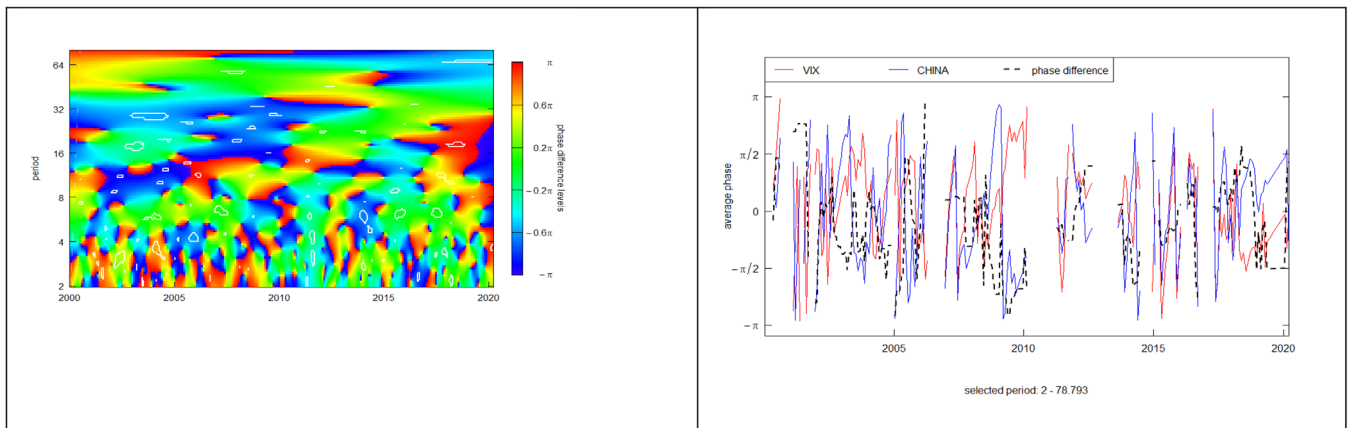 64
32
16
8
4
2
period
2000
2005
2010
2015
2020
π
0.6π
0.2π
−0.2π
−0.6π
−π
phase difference levels
VIX
CHINA
phase difference
π
π/2
0
−π/2
−π
average phase
2005
2010
2015
2020
selected period: 2 - 78.793